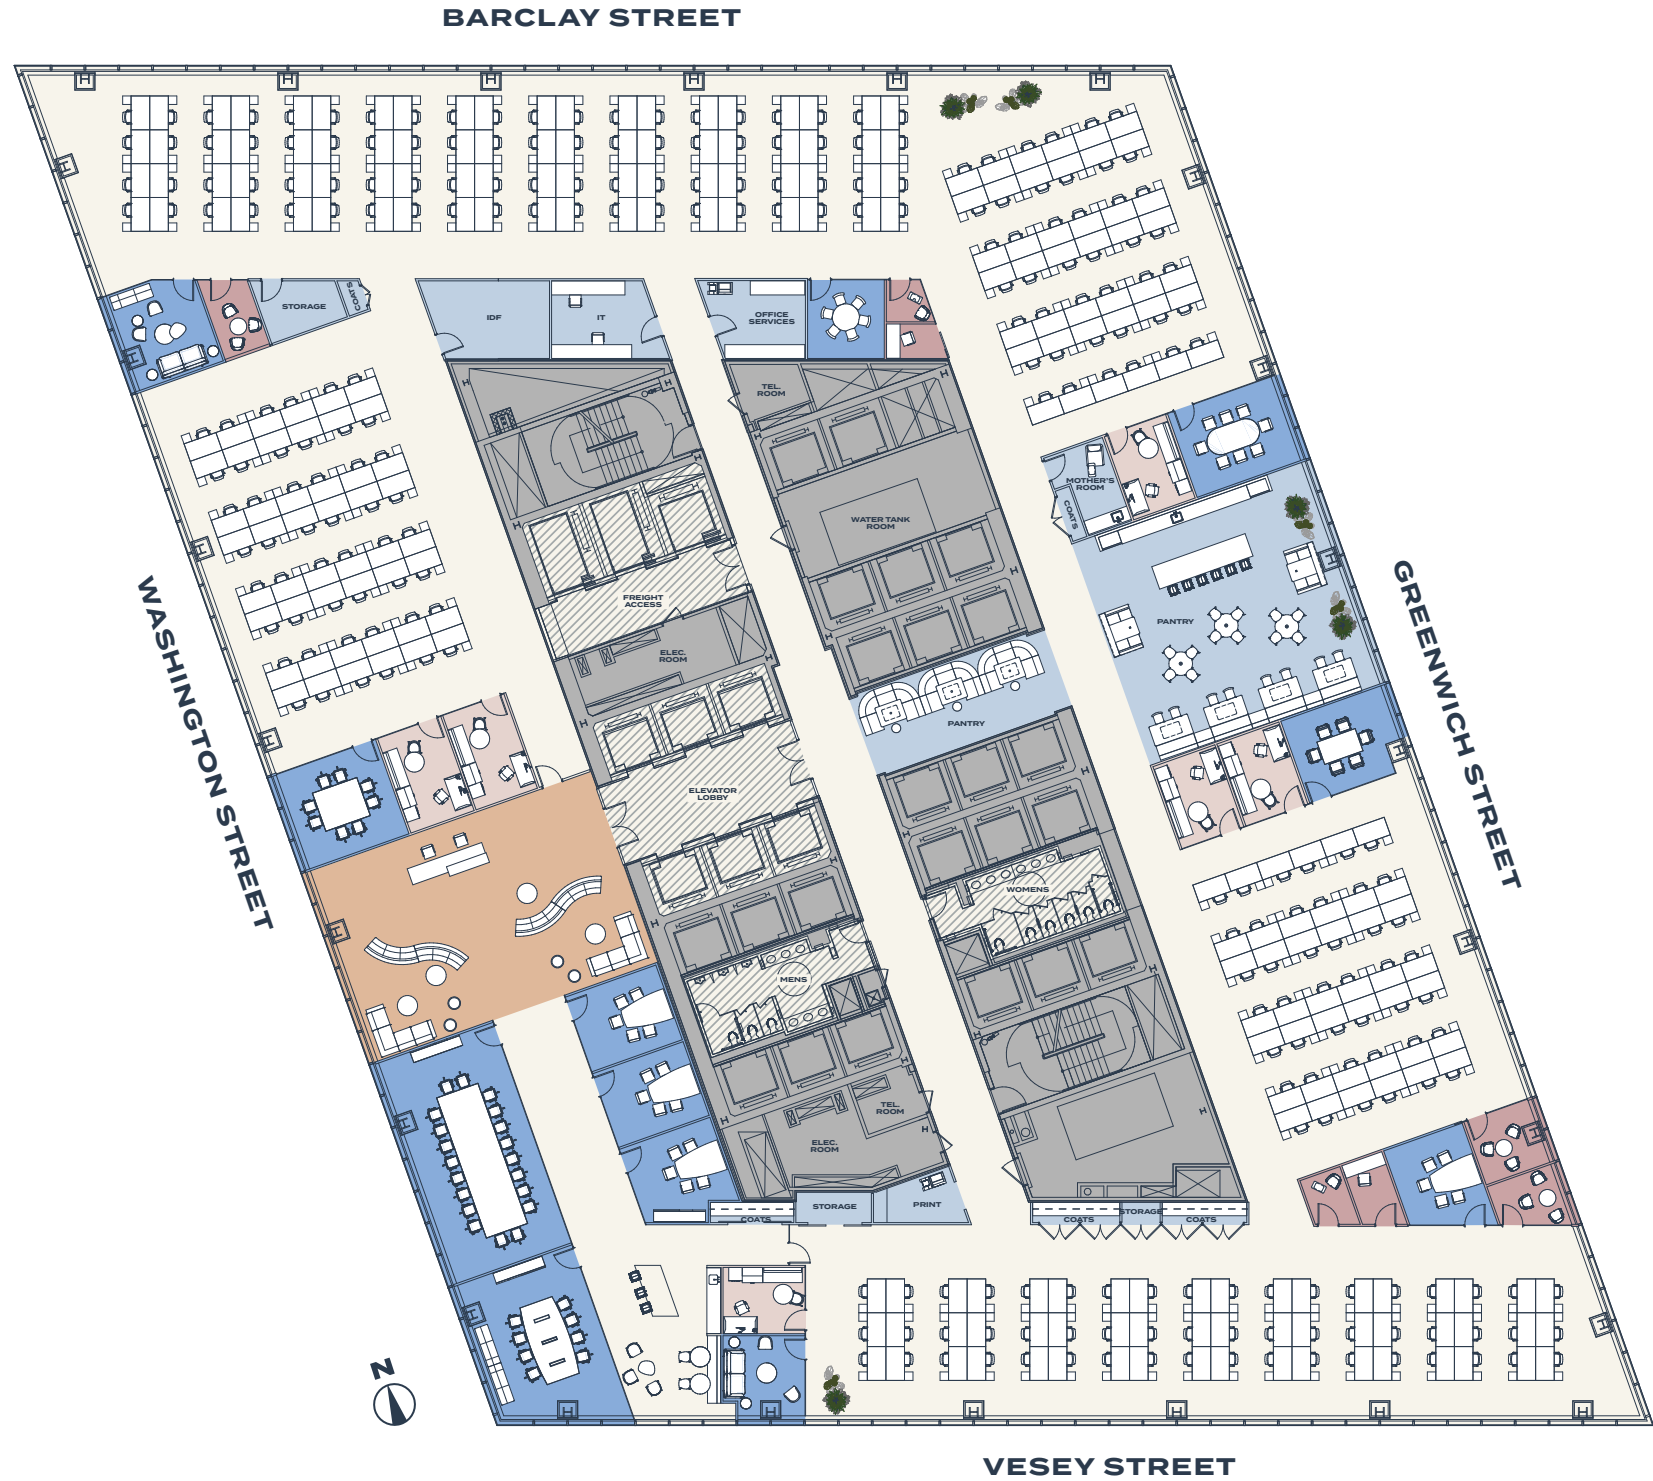 BARCLAY STREET
COATS
STORAGE
IDF
IT
OFFICE
SERVICES
TEL.
ROOM
MOTHER'S
ROOM
COATS
WATER TANK
ROOM
FREIGHT
ACCESS
PANTRY
ELEC.
ROOM
PANTRY
WASHINGTON STREET
GREENWICH STREET
ELEVATOR
LOBBY
WOMENS
MENS
TEL.
ROOM
ELEC.
ROOM
STORAGE
PRINT
COATS
COATS
STORAGE
COATS
N
VESEY STREET